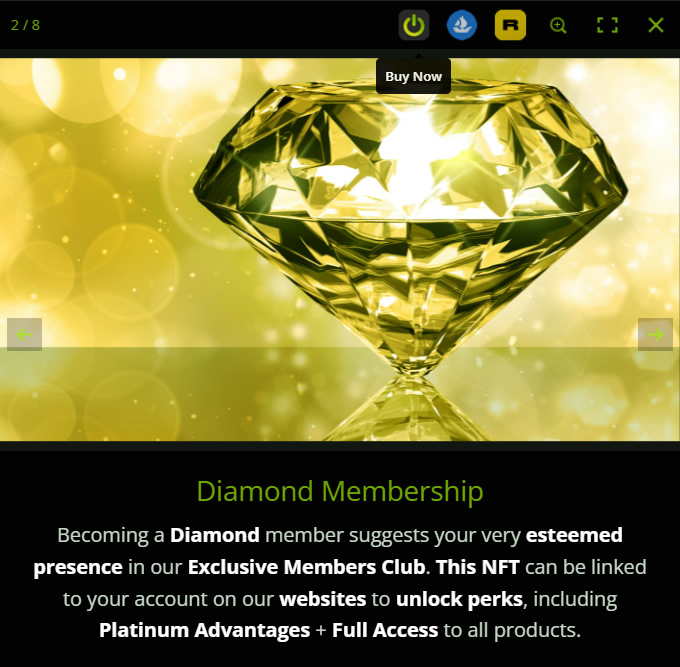 2 / 8
R
Buy Now
Diamond Membership
Becoming a Diamond member suggests your very esteemed
presence in our Exclusive Members Club. This NFT can be linked
to your account on our websites to unlock perks, including
Platinum Advantages + Full Access to all products.